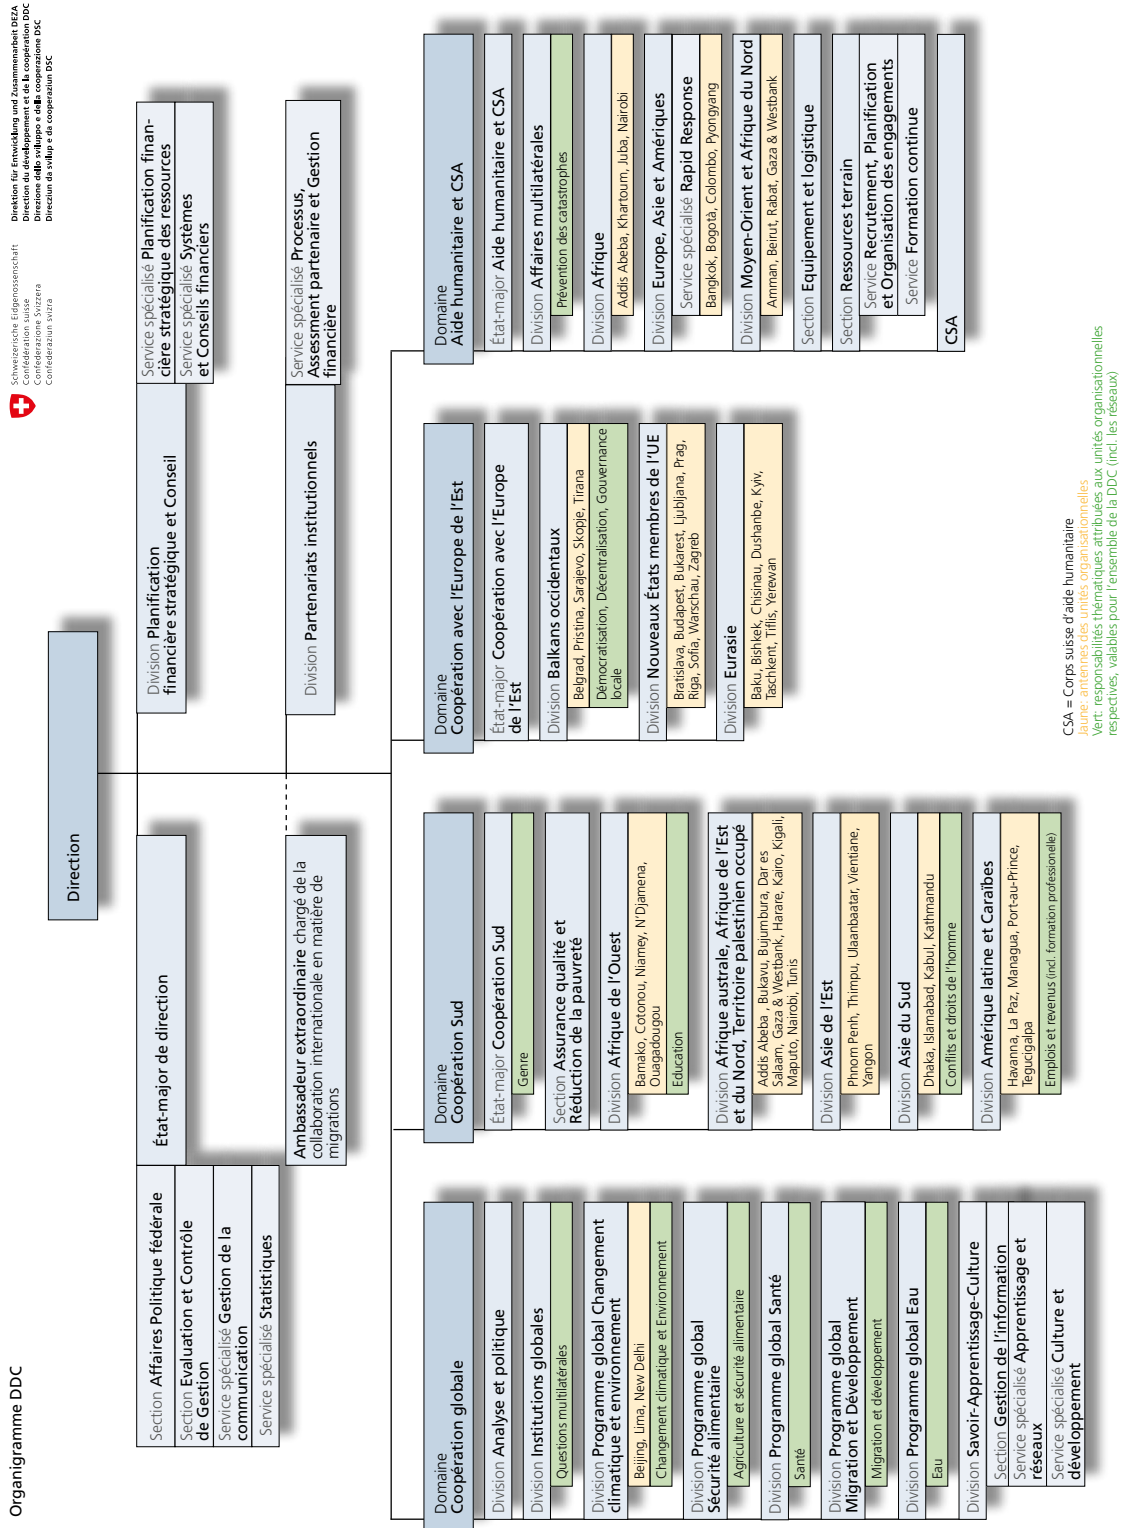 Organigramme DDC
Schweizerische Eidgenossenschaft
Confédération suisse
Confederazione Svizzera
Confederaziun svizra
Direktion für Entwicklung und Zusammenarbeit DEZA
Direction du développement et de la coopération DDC
Direzione dello sviluppo e della cooperazione DSC
Direcziun da svilup e da cooperaziun DSC
Direction
État-major de direction
Section Affaires Politique fédérale
Section Evaluation et Contrôle
de Gestion
Service spécialisé Gestion de la
communication
Service spécialisé Statistiques
Division Planification
financière stratégique et Conseil
Service spécialisé Planification finan-
cière stratégique des ressources
Service spécialisé Systèmes
et Conseils financiers
Ambassadeur extraordinaire chargé de la
collaboration internationale en matière de
migrations
Division Partenariats institutionnels
Service spécialisé Processus,
Assessment partenaire et Gestion
financière
Domaine
Coopération globale
Division Analyse et politique
Division Institutions globales
Questions multilatérales
Division Programme global Changement
climatique et environnement
Beijing, Lima, New Delhi
Changement climatique et Environnement
Division Programme global
Sécurité alimentaire
Agriculture et sécurité alimentaire
Division Programme global Santé
Santé
Division Programme global
Migration et Développement
Migration et développement
Division Programme global Eau
Eau
Division Savoir-Apprentissage-Culture
Section Gestion de l'information
Service spécialisé Apprentissage et
réseaux
Service spécialisé Culture et
développement
Domaine
Coopération Sud
État-major Coopération Sud
Genre
Section Assurance qualité et
Réduction de la pauvreté
Division Afrique de l'Ouest
Bamako, Cotonou, Niamey, N'Djamena,
Ouagadougou
Education
Division Afrique australe, Afrique de l'Est
et du Nord, Territoire palestinien occupé
Addis Abeba , Bukavu, Bujumbura, Dar es
Salaam, Gaza & Westbank, Harare, Kairo, Kigali,
Maputo, Nairobi, Tunis
Division Asie de l'Est
Phnom Penh, Thimpu, Ulaanbaatar, Vientiane,
Yangon
Division Asie du Sud
Dhaka, Islamabad, Kabul, Kathmandu
Conflits et droits de l'homme
Division Amérique latine et Caraïbes
Havanna, La Paz, Managua, Port-au-Prince,
Tegucigalpa
Emplois et revenus (incl. formation professionelle)
Domaine
Coopération avec l'Europe de l'Est
État-major Coopération avec l'Europe
de l'Est
Division Balkans occidentaux
Belgrad, Pristina, Sarajevo, Skopje, Tirana
Démocratisation, Décentralisation, Gouvernance
locale
Division Nouveaux États membres de l'UE
Bratislava, Budapest, Bukarest, Ljubljana, Prag,
Riga, Sofia, Warschau, Zagreb
Division Eurasie
Baku, Bishkek, Chisinau, Dushanbe, Kyiv,
Taschkent, Tiflis, Yerewan
Domaine
Aide humanitaire et CSA
État-major Aide humanitaire et CSA
Division Affaires multilatérales
Prévention des catastrophes
Division Afrique
Addis Abeba, Khartoum, Juba, Nairobi
Division Europe, Asie et Amériques
Service spécialisé Rapid Response
Bangkok, Bogotà, Colombo, Pyongyang
Division Moyen-Orient et Afrique du Nord
Amman, Beirut, Rabat, Gaza & Westbank
Section Equipement et logistique
Section Ressources terrain
Service Recrutement, Planification
et Organisation des engagements
Service Formation continue
CSA
CSA = Corps suisse d'aide humanitaire
Jaune: antennes des unités organisationnelles
Vert: responsabilités thématiques attribuées aux unités organisationnelles
respectives, valables pour l'ensemble de la DDC (incl. les réseaux)